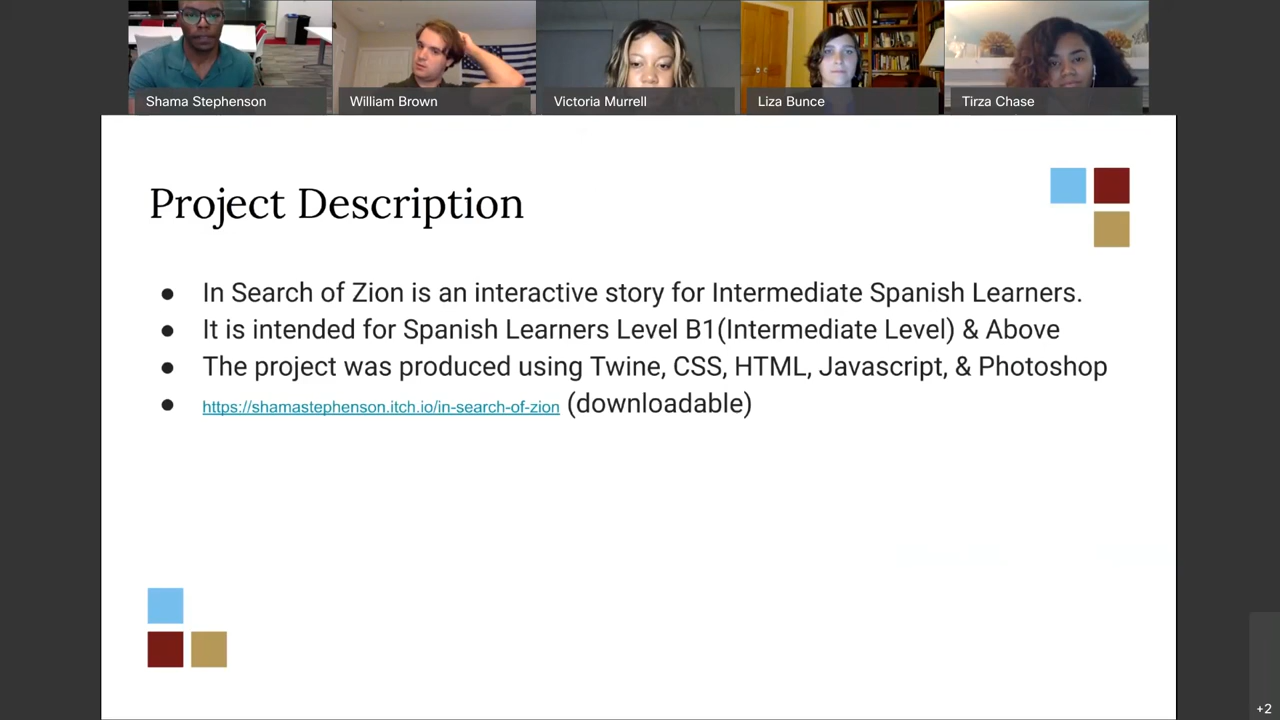 Shama Stephenson
William Brown
Victoria Murrell
Liza Bunce
Tirza Chase
Project Description
● In Search of Zion is an interactive story for Intermediate Spanish Learners.
● It is intended for Spanish Learners Level B1(Intermediate Level) & Above
● The project was produced using Twine, CSS, HTML, Javascript, & Photoshop
● https://shamastephenson.itch.io/in-search-of-zion (downloadable)
+2